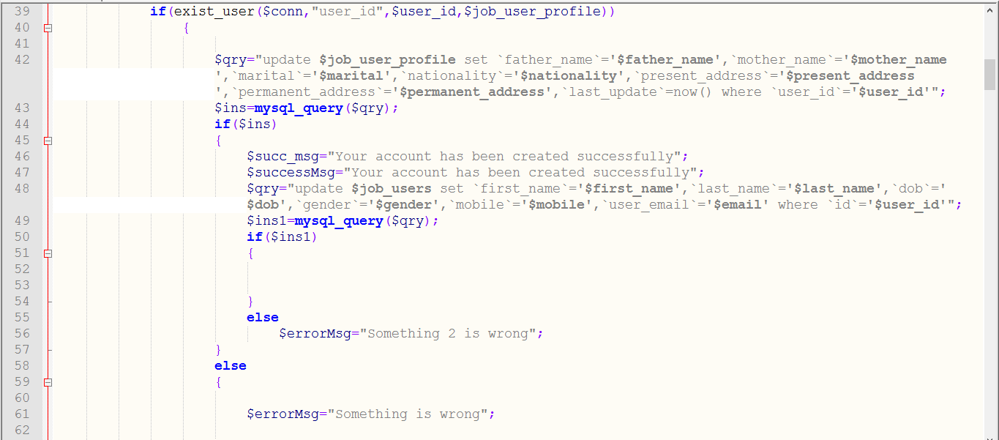 39 if(exist_user($conn,"user_id",$user_id,$job_user_profile))
40 {
41
42 $qry="update $job_user_profile set `father_name`='$father_name',`mother_name`='$mother_name
',`marital`='$marital',`nationality`='$nationality',`present_address`='$present_address
',`permanent_address`='$permanent_address',`last_update`=now() where `user_id`='$user_id'";
43 $ins=mysql_query($qry);
44 if($ins)
45 {
46 $succ_msg="Your account has been created successfully";
47 $successMsg="Your account has been created successfully";
48 $qry="update $job_users set `first_name`='$first_name',`last_name`='$last_name',`dob`='
$dob',`gender`='$gender',`mobile`='$mobile',`user_email`='$email' where `id`='$user_id'";
49 $ins1=mysql_query($qry);
50 if($ins1)
51 {
52
53
54 }
55 else
56 $errorMsg="Something 2 is wrong";
57 }
58 else
59 {
60
61 $errorMsg="Something is wrong";
62